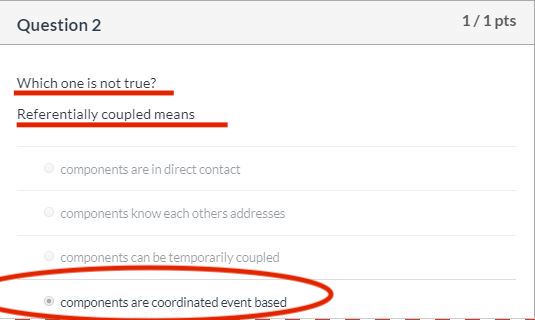 Question 2
1 / 1 pts
Which one is not true?
Referentially coupled means
components are in direct contact
components know each others addresses
components can be temporarily coupled
components are coordinated event based